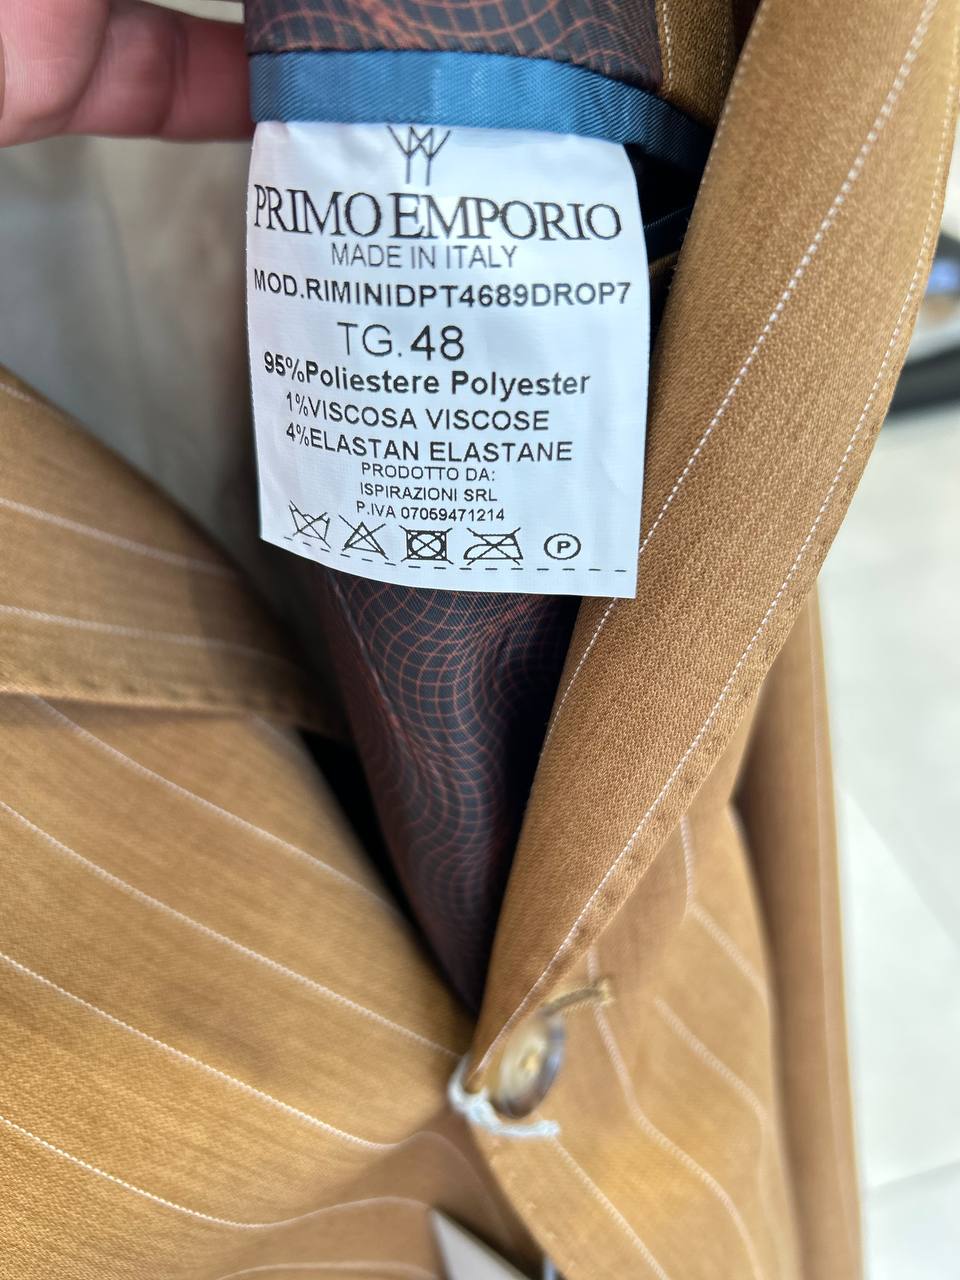 PRIMO EMPORIO
MADE IN ITALY
MOD.RIMINIDPT4689DROP7
TG.48
95%Poliestere Polyester
1%VISCOSA VISCOSE
4%ELASTAN ELASTANE
PRODOTTO DA:
ISPIRAZIONI SRL
P.IVA 07059471214
P